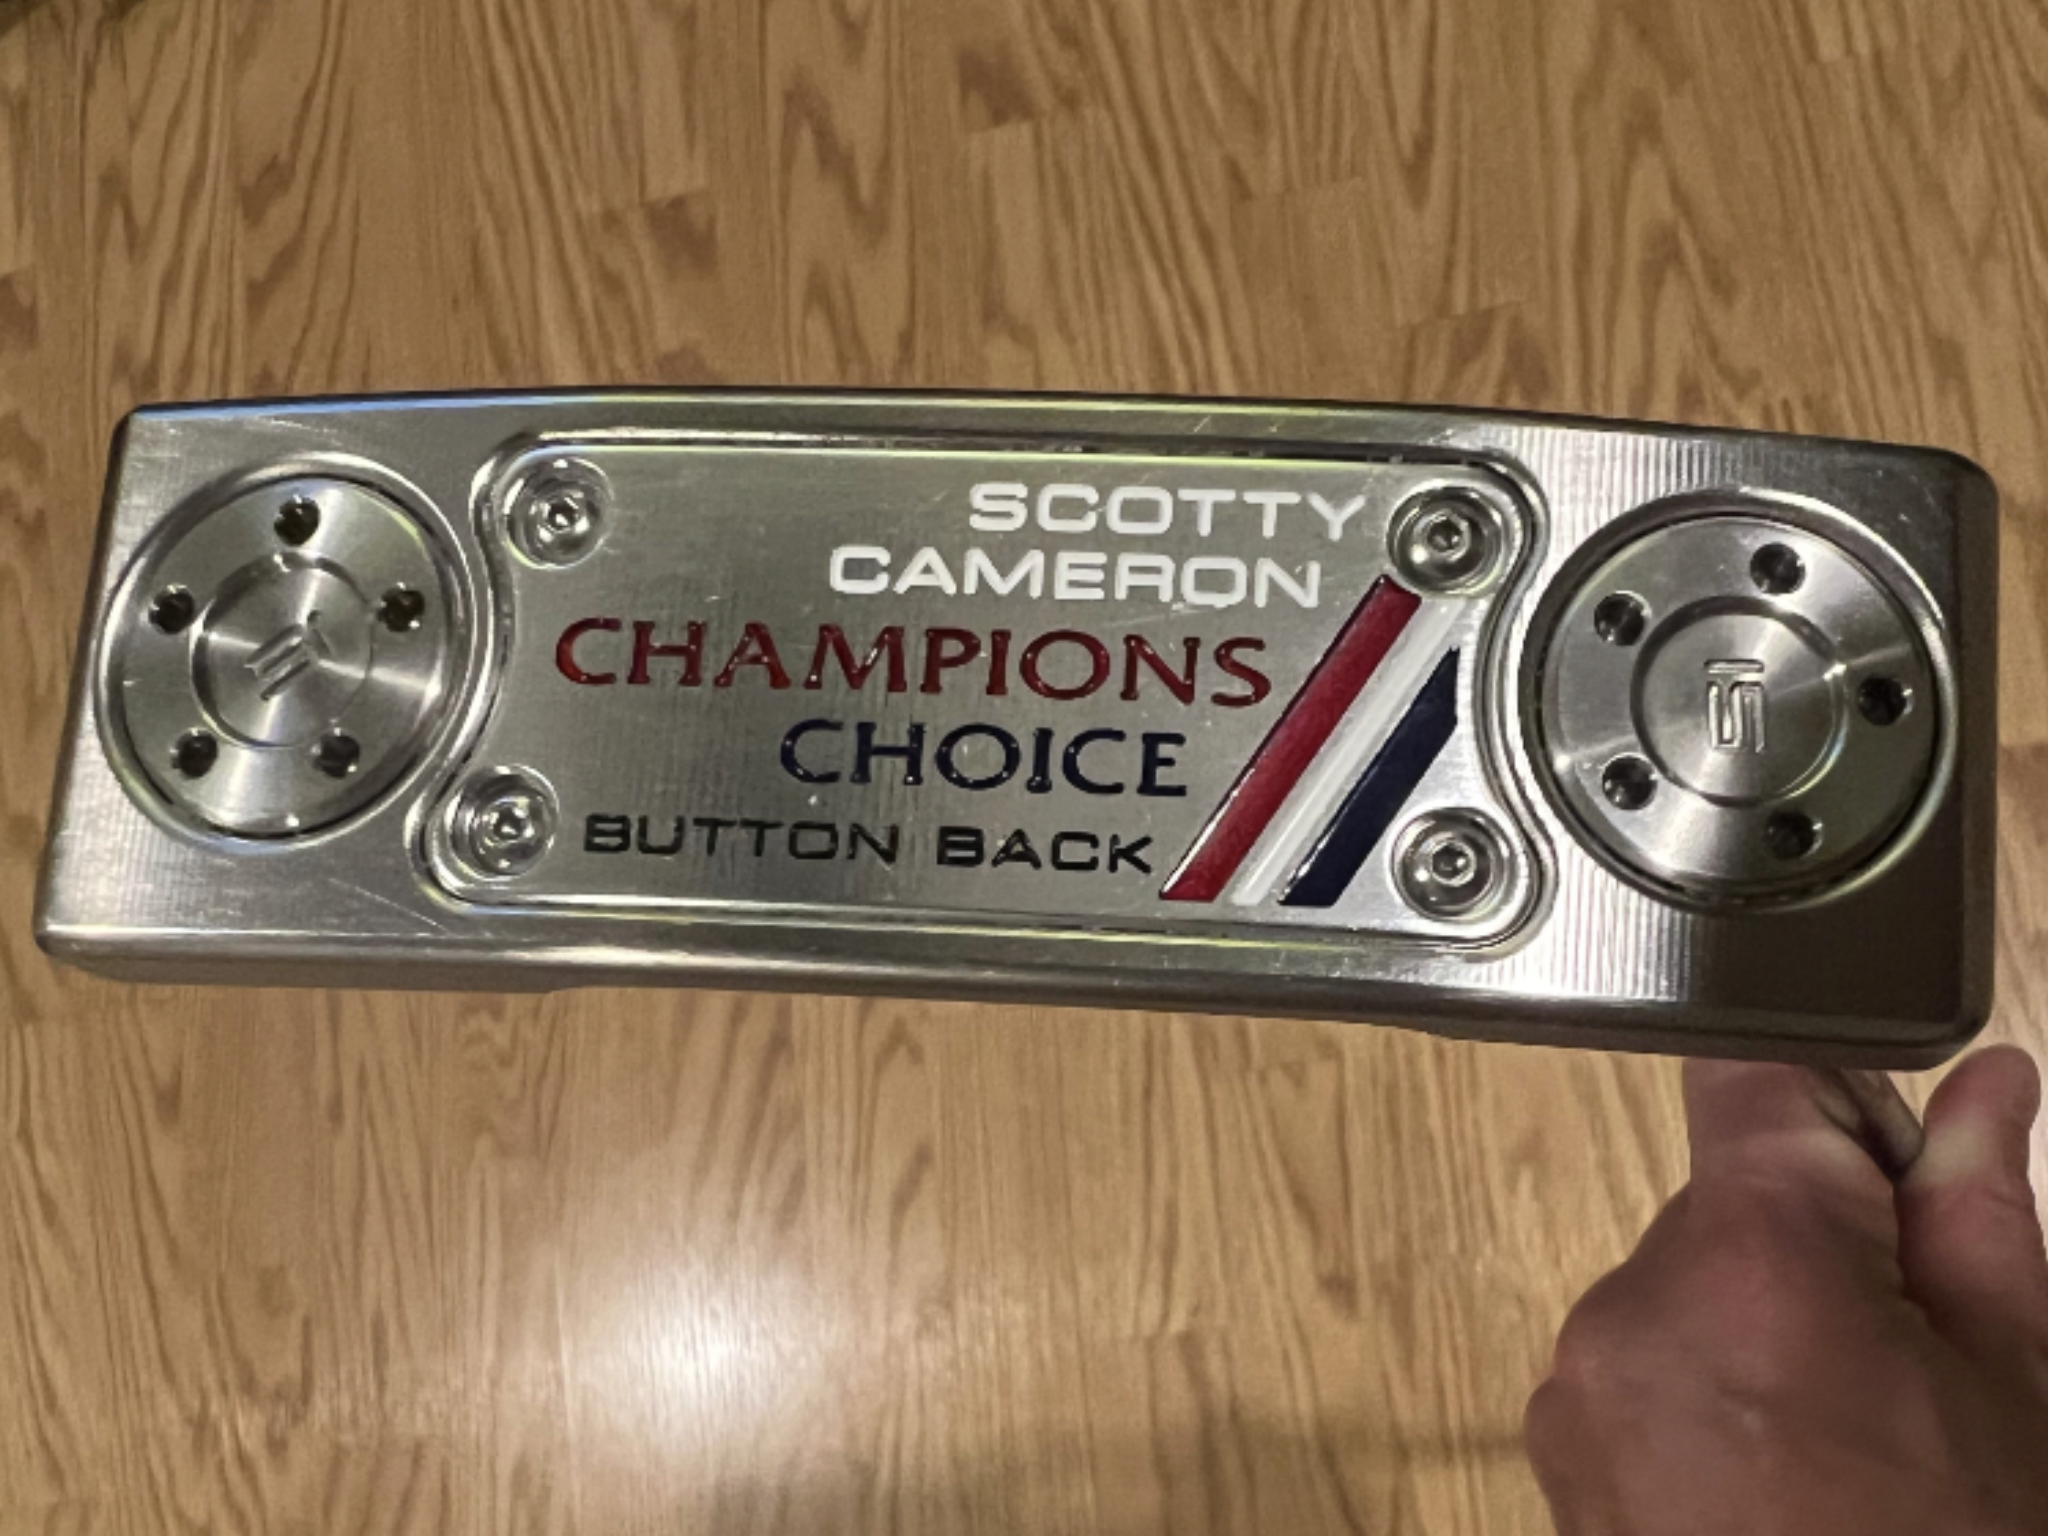 SCOTTY
CAMERON
CHAMPIONS
CHOICE
BUTTON BACK